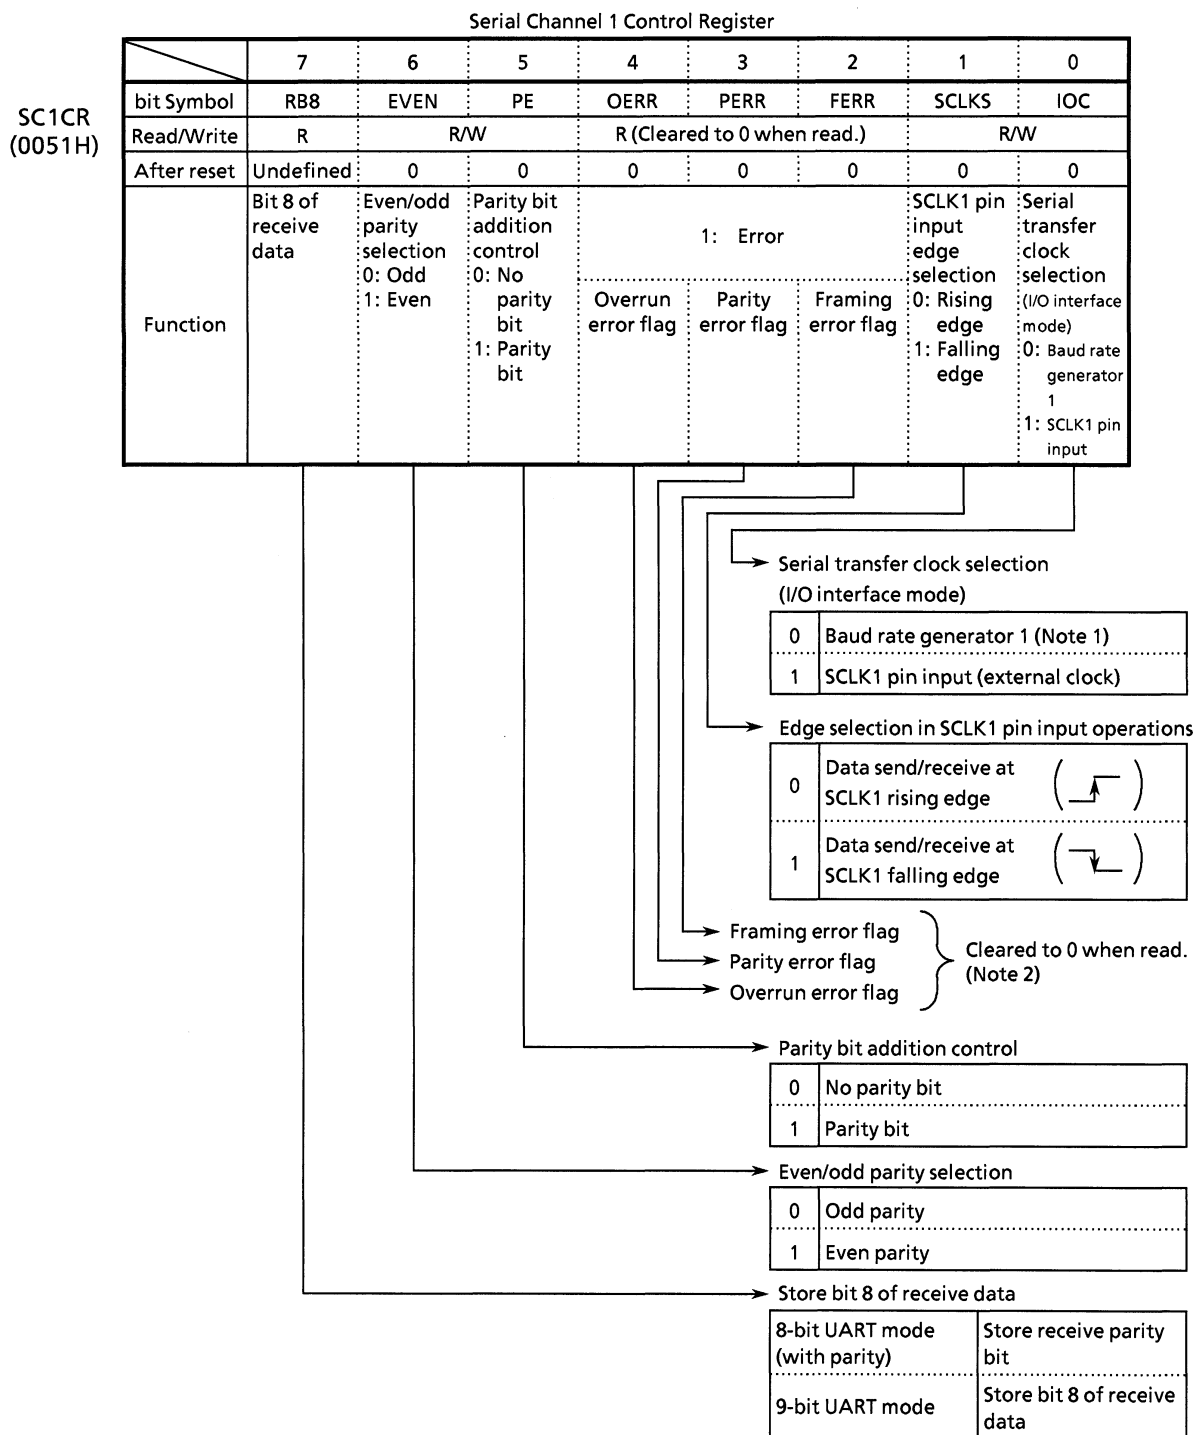 Serial Channel 1 Control Register
SC1CR
(0051H)
7 6 5 4 3 2 1 0
bit Symbol RB8 EVEN PE OERR PERR FERR SCLKS IOC
Read/Write R R/W R (Cleared to 0 when read.) R/W
After reset Undefined 0 0 0 0 0 0 0
Function
Bit 8 of
receive
data
Even/odd
parity
selection
0: Odd
1: Even
Parity bit
addition
control
0: No
parity
bit
1: Parity
bit
1: Error
Overrun
error flag
Parity
error flag
Framing
error flag
SCLK1 pin
input
edge
selection
0: Rising
edge
1: Falling
edge
Serial
transfer
clock
selection
(I/O interface
mode)
0: Baud rate
generator
1
1: SCLK1 pin
input
Serial transfer clock selection
(I/O interface mode)
0 Baud rate generator 1 (Note 1)
1 SCLK1 pin input (external clock)
Edge selection in SCLK1 pin input operations
0 Data send/receive at
SCLK1 rising edge
1 Data send/receive at
SCLK1 falling edge
Framing error flag
Parity error flag
Overrun error flag
Cleared to 0 when read.
(Note 2)
Parity bit addition control
0 No parity bit
1 Parity bit
Even/odd parity selection
0 Odd parity
1 Even parity
Store bit 8 of receive data
8-bit UART mode
(with parity)
Store receive parity
bit
9-bit UART mode
Store bit 8 of receive
data